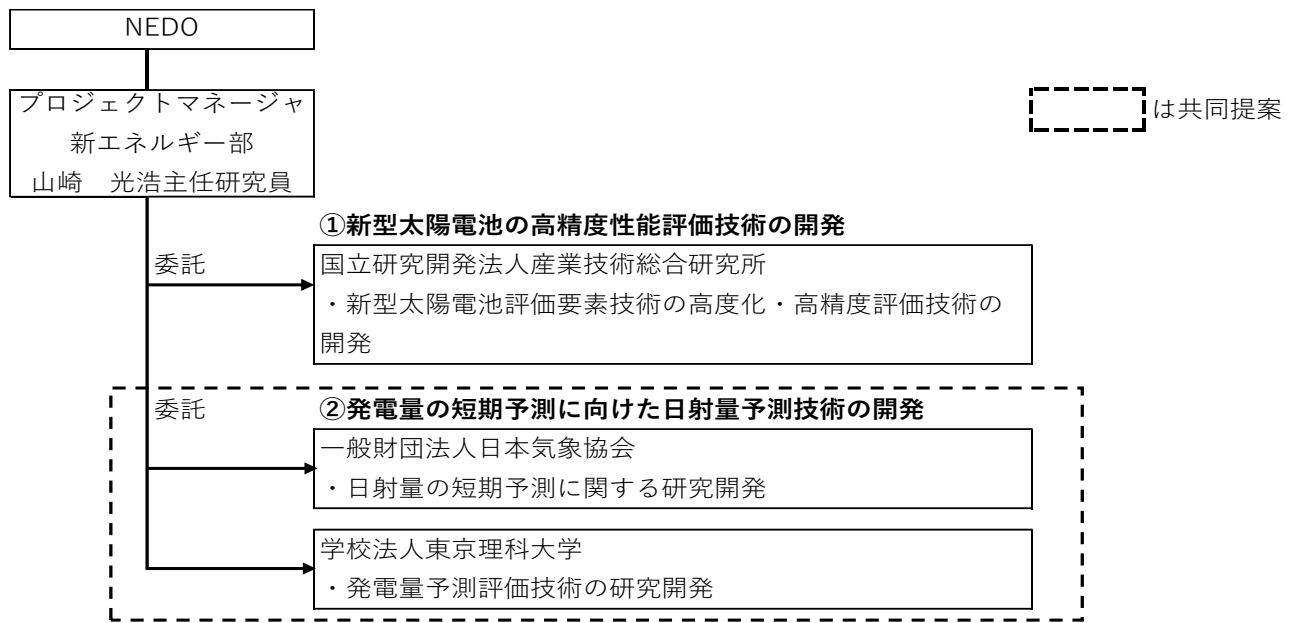 NEDO
プロジェクトマネージャ
新エネルギー部
山崎　光浩主任研究員
は共同提案
①新型太陽電池の高精度性能評価技術の開発
委託
国立研究開発法人産業技術総合研究所
・新型太陽電池評価要素技術の高度化・高精度評価技術の
開発
委託
②発電量の短期予測に向けた日射量予測技術の開発
一般財団法人日本気象協会
・日射量の短期予測に関する研究開発
学校法人東京理科大学
・発電量予測評価技術の研究開発